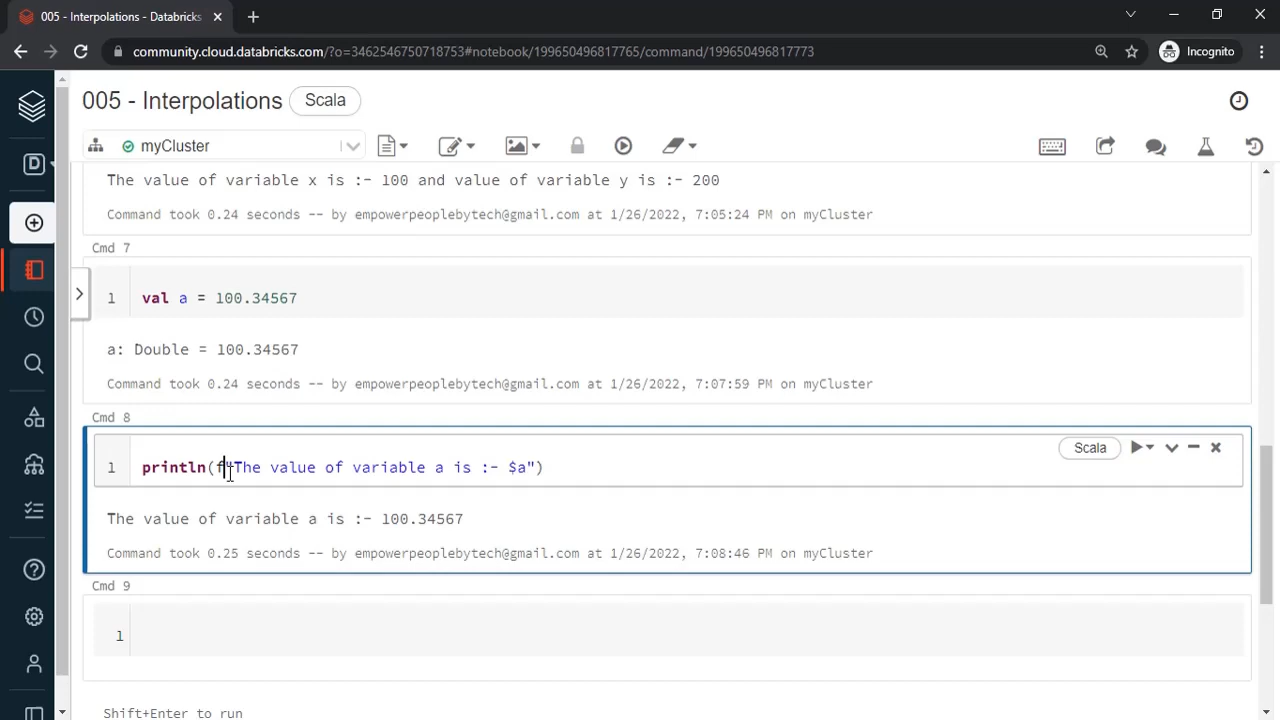 005 - Interpolations - Databricks
community.cloud.databricks.com/?o=3462546750718753#notebook/199650496817765/command/199650496817773
Incognito
005 - Interpolations
Scala
D
myCluster
The value of variable x is :- 100 and value of variable y is :- 200
Command took 0.24 seconds -- by empowerpeoplebytech@gmail.com at 1/26/2022, 7:05:24 PM on myCluster
Cmd 7
1 val a = 100.34567
a: Double = 100.34567
Command took 0.24 seconds -- by empowerpeoplebytech@gmail.com at 1/26/2022, 7:07:59 PM on myCluster
Cmd 8
Scala
1 println(f"The value of variable a is :- $a")
The value of variable a is :- 100.34567
Command took 0.25 seconds -- by empowerpeoplebytech@gmail.com at 1/26/2022, 7:08:46 PM on myCluster
Cmd 9
1
Shift+Enter to run